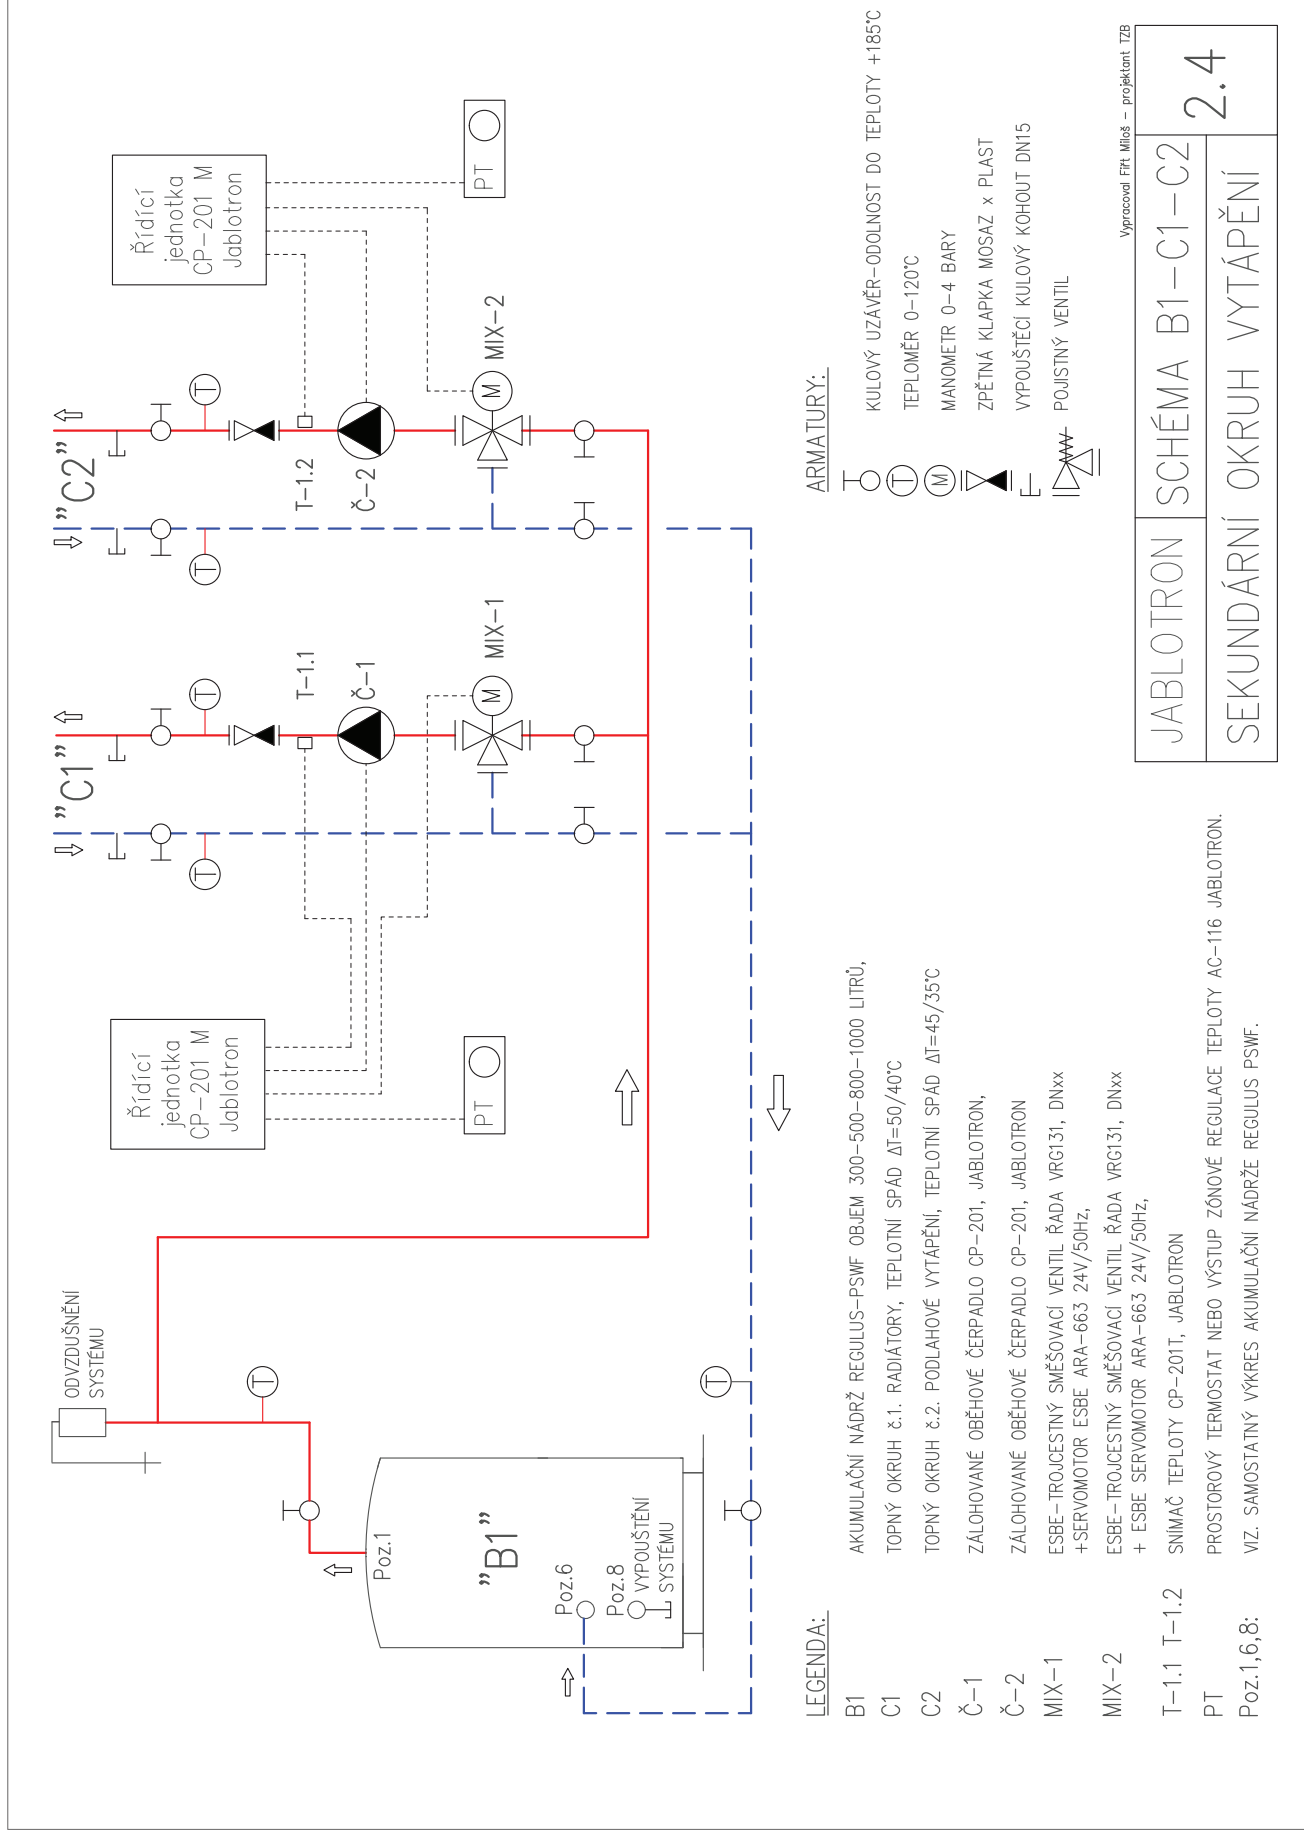 ODVZDUŠNĚNÍ
SYSTÉMU
T
Poz.1
"B1"
Poz.6
Poz.8
VYPOUŠTĚNÍ
SYSTÉMU
T
Řídící
jednotka
CP-201 M
Jablotron
PT
"C1"
T
T
T-1.1
Č-1
M
MIX-1
"C2"
T
T
T-1.2
Č-2
M
MIX-2
Řídící
jednotka
CP-201 M
Jablotron
PT
LEGENDA:
B1 AKUMULAČNÍ NÁDRŽ REGULUS-PSWF OBJEM 300-500-800-1000 LITRŮ,
C1 TOPNÝ OKRUH č.1. RADIÁTORY, TEPLOTNÍ SPÁD ΔT=50/40°C
C2 TOPNÝ OKRUH č.2. PODLAHOVÉ VYTÁPĚNÍ, TEPLOTNÍ SPÁD ΔT=45/35°C
Č-1 ZÁLOHOVANÉ OBĚHOVÉ ČERPADLO CP-201, JABLOTRON,
Č-2 ZÁLOHOVANÉ OBĚHOVÉ ČERPADLO CP-201, JABLOTRON
MIX-1 ESBE-TROJCESTNÝ SMĚŠOVACÍ VENTIL ŘADA VRG131, DNxx
+SERVOMOTOR ESBE ARA-663 24V/50Hz,
MIX-2 ESBE-TROJCESTNÝ SMĚŠOVACÍ VENTIL ŘADA VRG131, DNxx
+ ESBE SERVOMOTOR ARA-663 24V/50Hz,
T-1.1 T-1.2 SNÍMAČ TEPLOTY CP-201T, JABLOTRON
PT PROSTOROVÝ TERMOSTAT NEBO VÝSTUP ZÓNOVÉ REGULACE TEPLOTY AC-116 JABLOTRON.
Poz.1,6,8: VIZ. SAMOSTATNÝ VÝKRES AKUMULAČNÍ NÁDRŽE REGULUS PSWF.
ARMATURY:
KULOVÝ UZÁVĚR-ODOLNOST DO TEPLOTY +185°C
T TEPLOMĚR 0-120°C
M MANOMETR 0-4 BARY
ZPĚTNÁ KLAPKA MOSAZ x PLAST
VYPOUŠTĚCÍ KULOVÝ KOHOUT DN15
POJISTNÝ VENTIL
Vypracoval Fiřt Miloš - projektant TZB
JABLOTRON SCHÉMA B1-C1-C2 2.4
SEKUNDÁRNÍ OKRUH VYTÁPĚNÍ